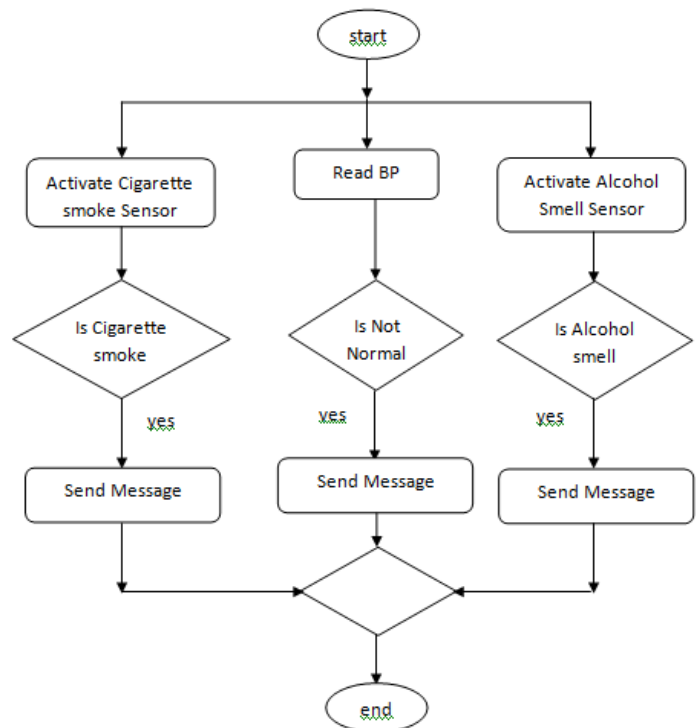 start
Activate Cigarette
smoke Sensor
Read BP
Activate Alcohol
Smell Sensor
Is Cigarette
smoke
Is Not
Normal
Is Alcohol
smell
yes
yes
yes
Send Message
Send Message
Send Message
end